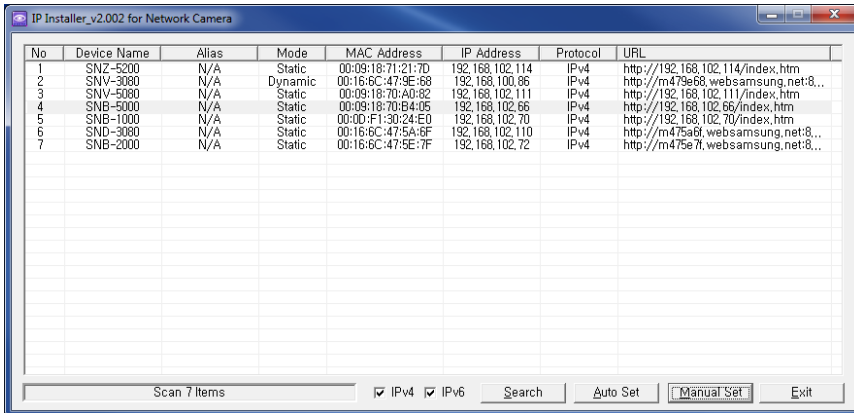 IP Installer_v2.002 for Network Camera
No Device Name Alias Mode MAC Address IP Address Protocol URL
1 SNZ-5200 N/A Static 00:09:18:71:21:7D 192,168,102,114 IPv4 http://192,168,102,114/index,htm
2 SNV-3080 N/A Dynamic 00:16:6C:47:9E:68 192,168,100,86 IPv4 http://m479e68,websamsung,net:8,,,
3 SNV-5080 N/A Static 00:09:18:70:A0:82 192,168,102,111 IPv4 http://192,168,102,111/index,htm
4 SNB-5000 N/A Static 00:09:18:70:B4:05 192,168,102,66 IPv4 http://192,168,102,66/index,htm
5 SNB-1000 N/A Static 00:0D:F1:30:24:E0 192,168,102,70 IPv4 http://192,168,102,70/index,htm
6 SND-3080 N/A Static 00:16:6C:47:5A:6F 192,168,102,110 IPv4 http://m475a6f,websamsung,net:8,,,
7 SNB-2000 N/A Static 00:16:6C:47:5E:7F 192,168,102,72 IPv4 http://m475e7f,websamsung,net:8,,,
Scan 7 Items IPv4 IPv6 Search Auto Set Manual Set Exit